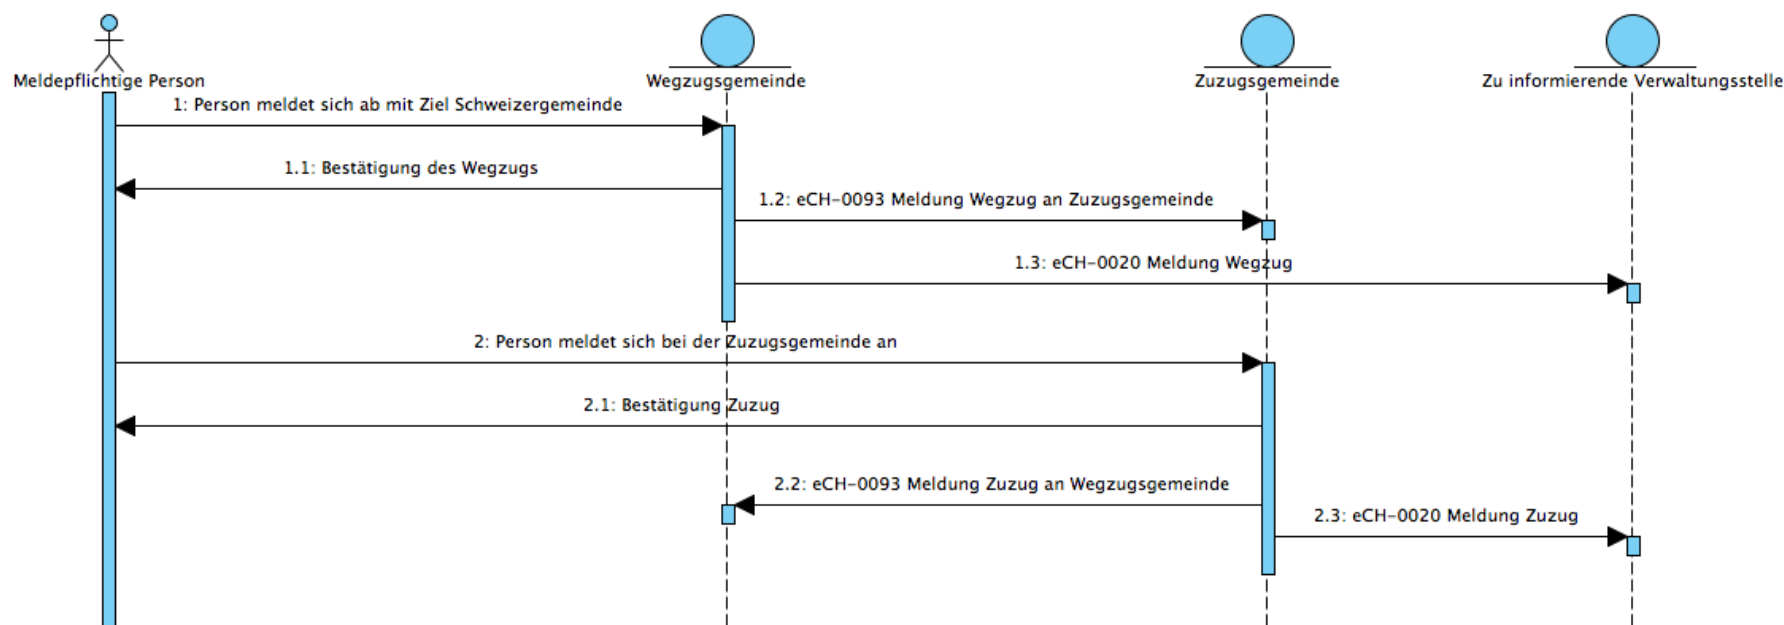 Meldepflichtige Person
Wegzugsgemeinde
Zuzugsgemeinde
Zu informierende Verwaltungsstelle
1: Person meldet sich ab mit Ziel Schweizergemeinde
1.1: Bestätigung des Wegzugs
1.2: eCH-0093 Meldung Wegzug an Zuzugsgemeinde
1.3: eCH-0020 Meldung Wegzug
2: Person meldet sich bei der Zuzugsgemeinde an
2.1: Bestätigung Zuzug
2.2: eCH-0093 Meldung Zuzug an Wegzugsgemeinde
2.3: eCH-0020 Meldung Zuzug